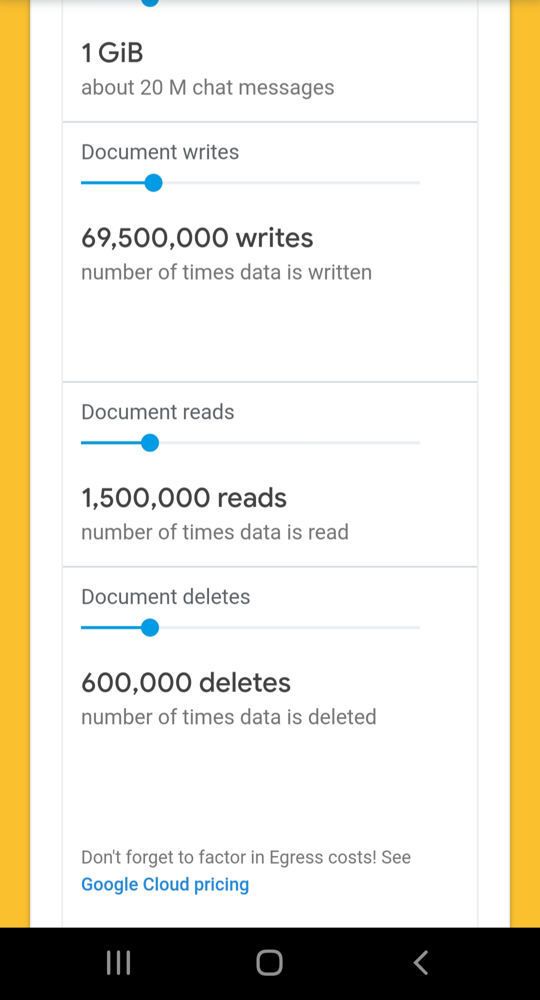 1 GiB
about 20 M chat messages
Document writes
69,500,000 writes
number of times data is written
Document reads
1,500,000 reads
number of times data is read
Document deletes
600,000 deletes
number of times data is deleted
Don't forget to factor in Egress costs! See
Google Cloud pricing